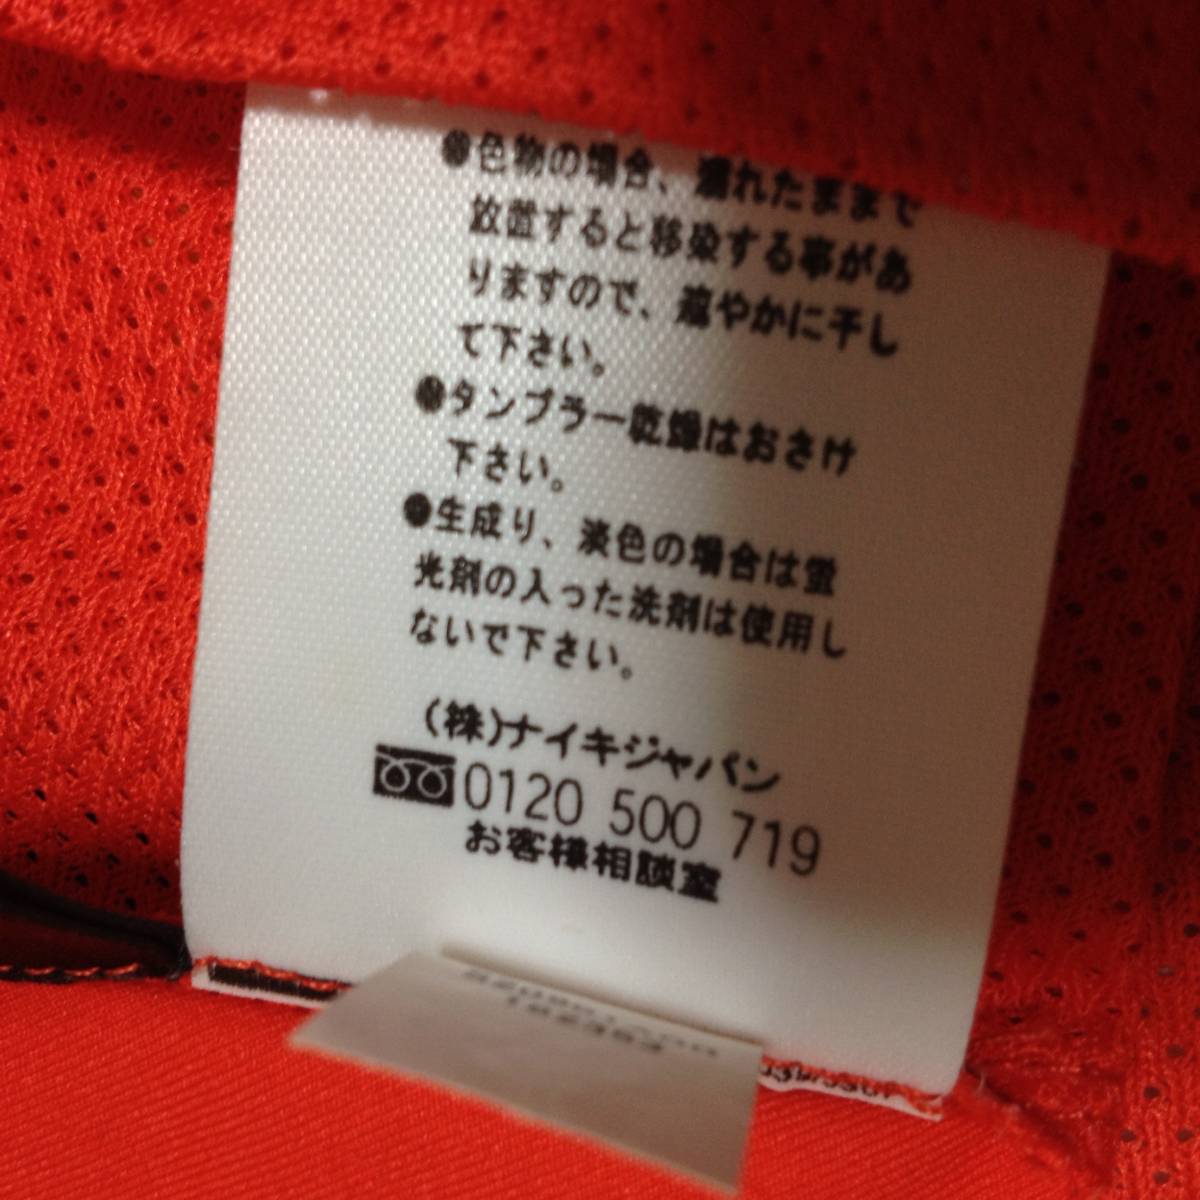 ●色物の場合、濡れたままで
放置すると移染する事があ
りますので、速やかに干し
て下さい。
●タンブラー乾燥はおさけ
下さい。
●生成り、淡色の場合は蛍
光剤の入った洗剤は使用し
ないで下さい。
(株)ナイキジャパン
0120 500 719
お客様相談室